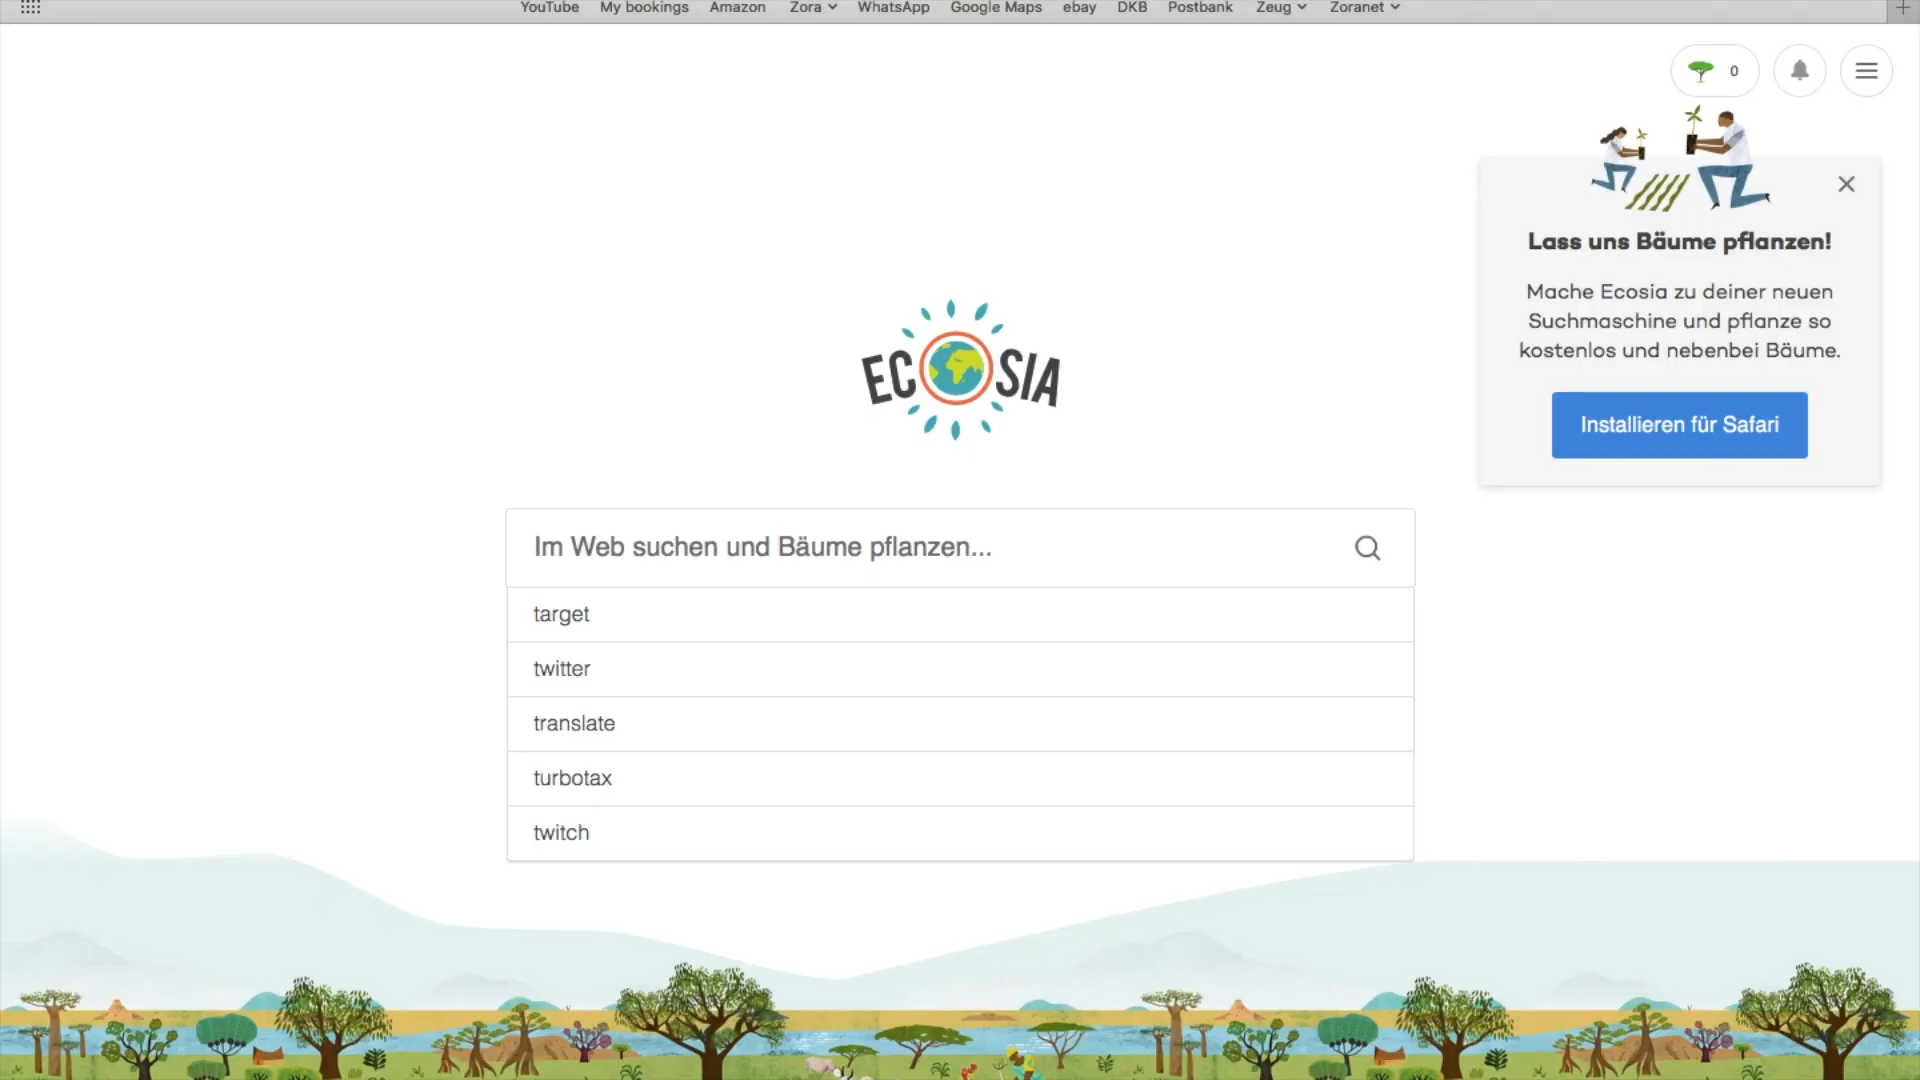 YouTube My bookings Amazon Zora WhatsApp Google Maps ebay DKB Postbank Zeug Zoranet
0
Lass uns Bäume pflanzen!
Mache Ecosia zu deiner neuen
Suchmaschine und pflanze so
kostenlos und nebenbei Bäume.
Installieren für Safari
ECOSIA
Im Web suchen und Bäume pflanzen...
target
twitter
translate
turbotax
twitch